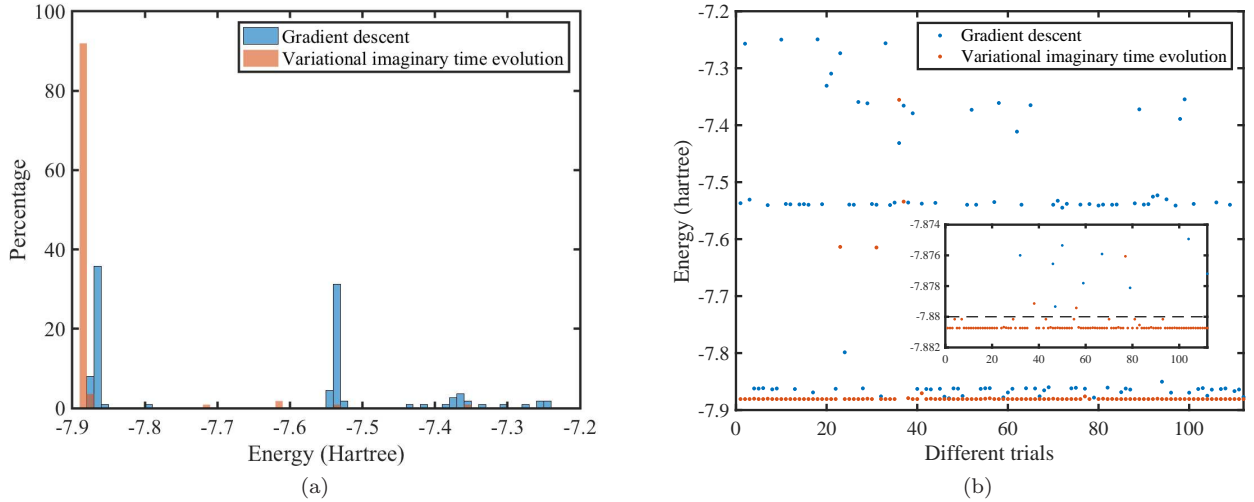 100
80
60
40
20
0
Percentage
Gradient descent
Variational imaginary time evolution
-7.9 -7.8 -7.7 -7.6 -7.5 -7.4 -7.3 -7.2
Energy (Hartree)
(a)
-7.2
-7.3
-7.4
-7.5
-7.6
-7.7
-7.8
-7.9
Energy (hartree)
Gradient descent
Variational imaginary time evolution
-7.874
-7.876
-7.878
-7.88
-7.882
0 20 40 60 80 100
0 20 40 60 80 100
Different trials
(b)